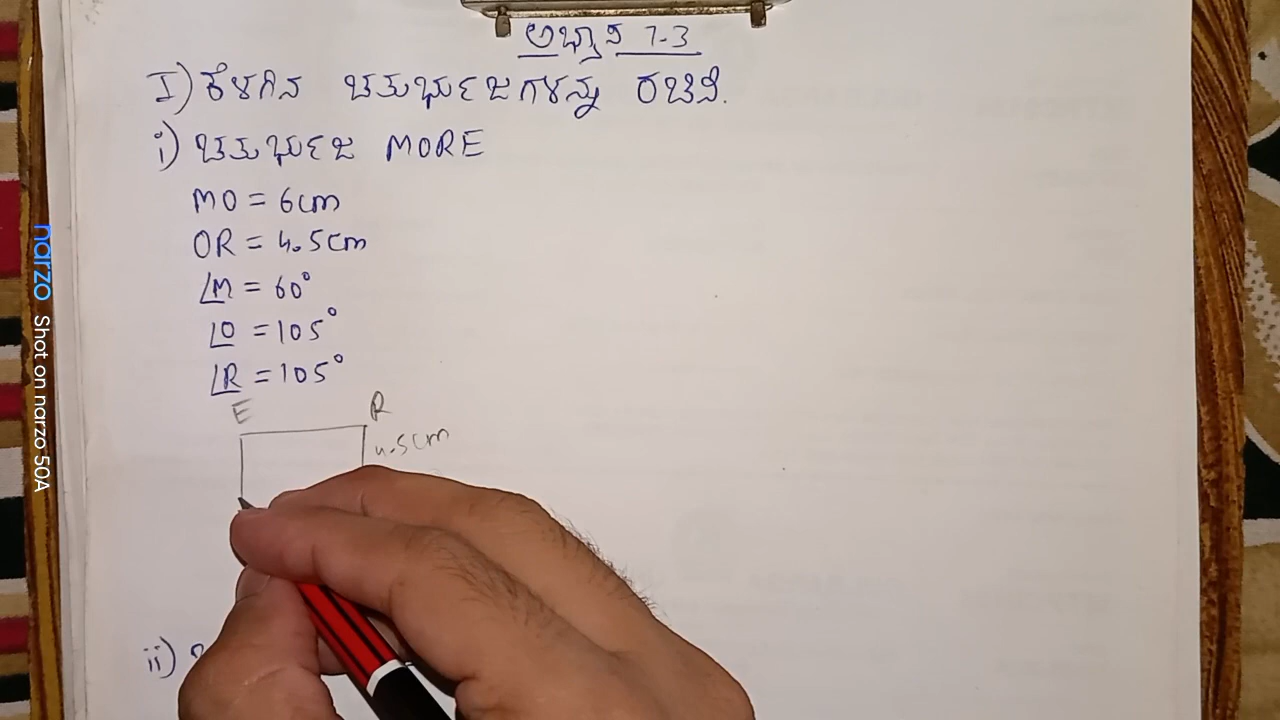 ಅಭ್ಯಾಸ 7-3
I) ಕೆಳಗಿನ ಚತುರ್ಭುಜಗಳನ್ನು ರಚಿಸಿ.
i) ಚತುರ್ಭುಜ MORE
MO = 6cm
OR = 4.5cm
∠M = 60°
∠O = 105°
∠R = 105°
E R
4.5cm
ii)
narzo Shot on narzo 50A